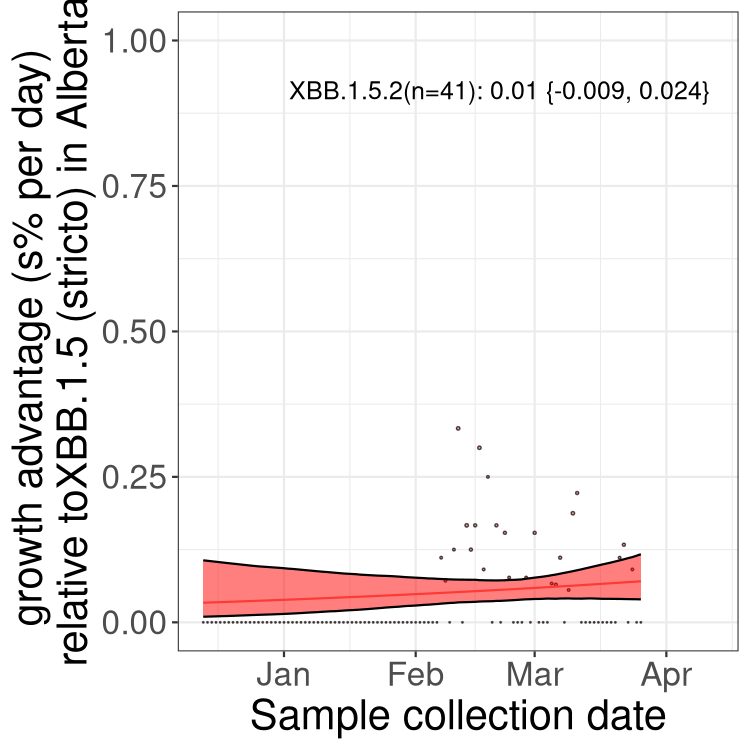 growth advantage (s% per day)
relative toXBB.1.5 (stricto) in Alberta
1.00
XBB.1.5.2(n=41): 0.01 {-0.009, 0.024}
0.75
0.50
0.25
0.00
Jan Feb Mar Apr
Sample collection date